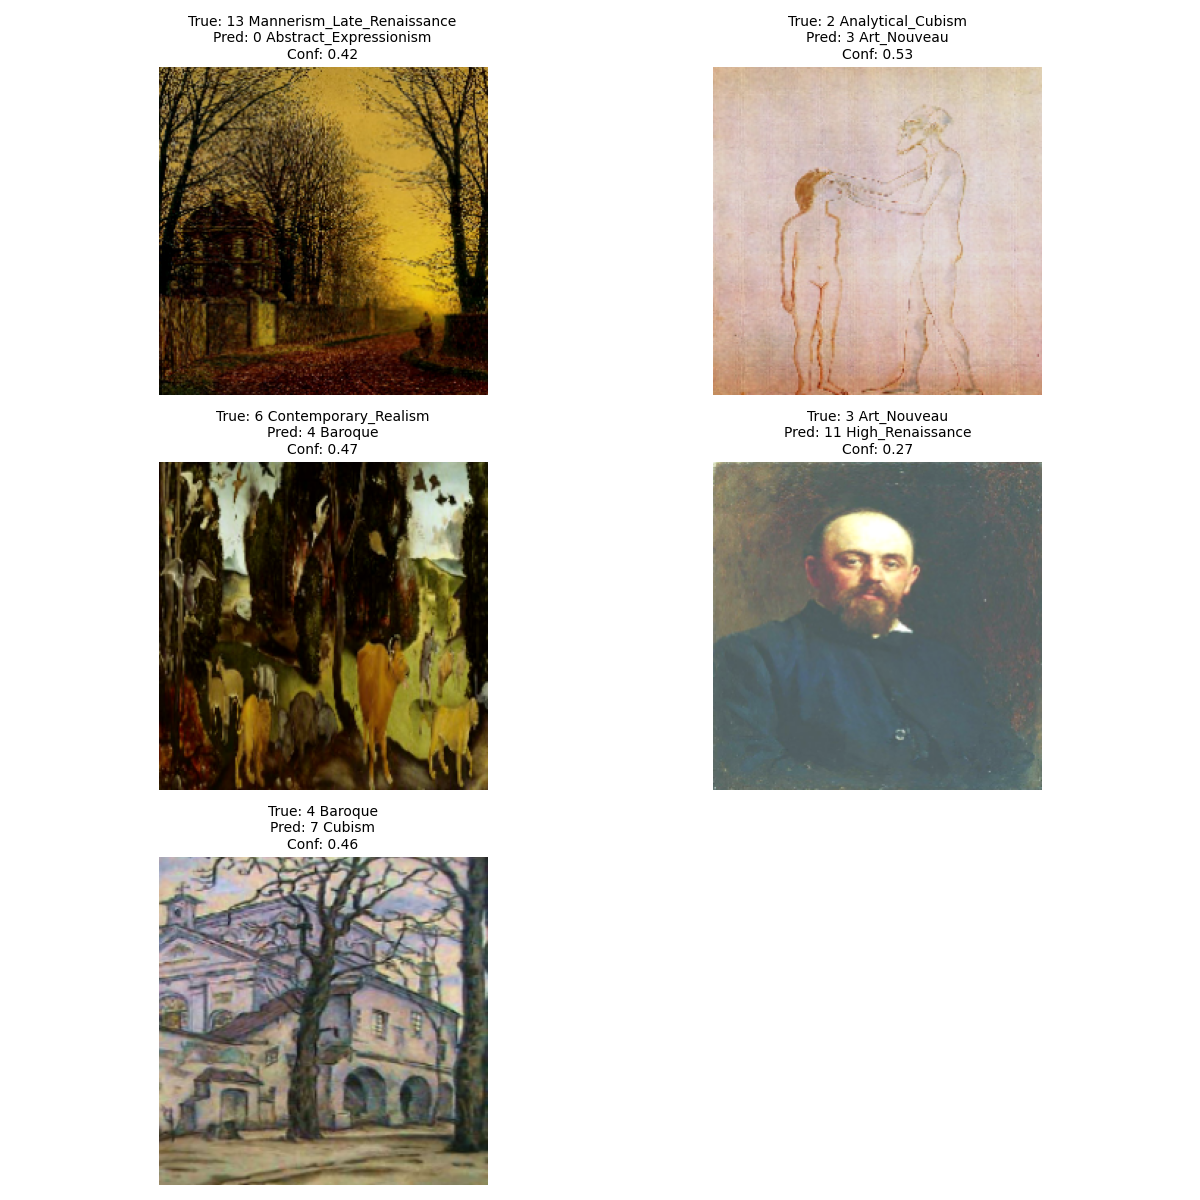 True: 13 Mannerism_Late_Renaissance
Pred: 0 Abstract_Expressionism
Conf: 0.42
True: 2 Analytical_Cubism
Pred: 3 Art_Nouveau
Conf: 0.53
True: 6 Contemporary_Realism
Pred: 4 Baroque
Conf: 0.47
True: 3 Art_Nouveau
Pred: 11 High_Renaissance
Conf: 0.27
True: 4 Baroque
Pred: 7 Cubism
Conf: 0.46